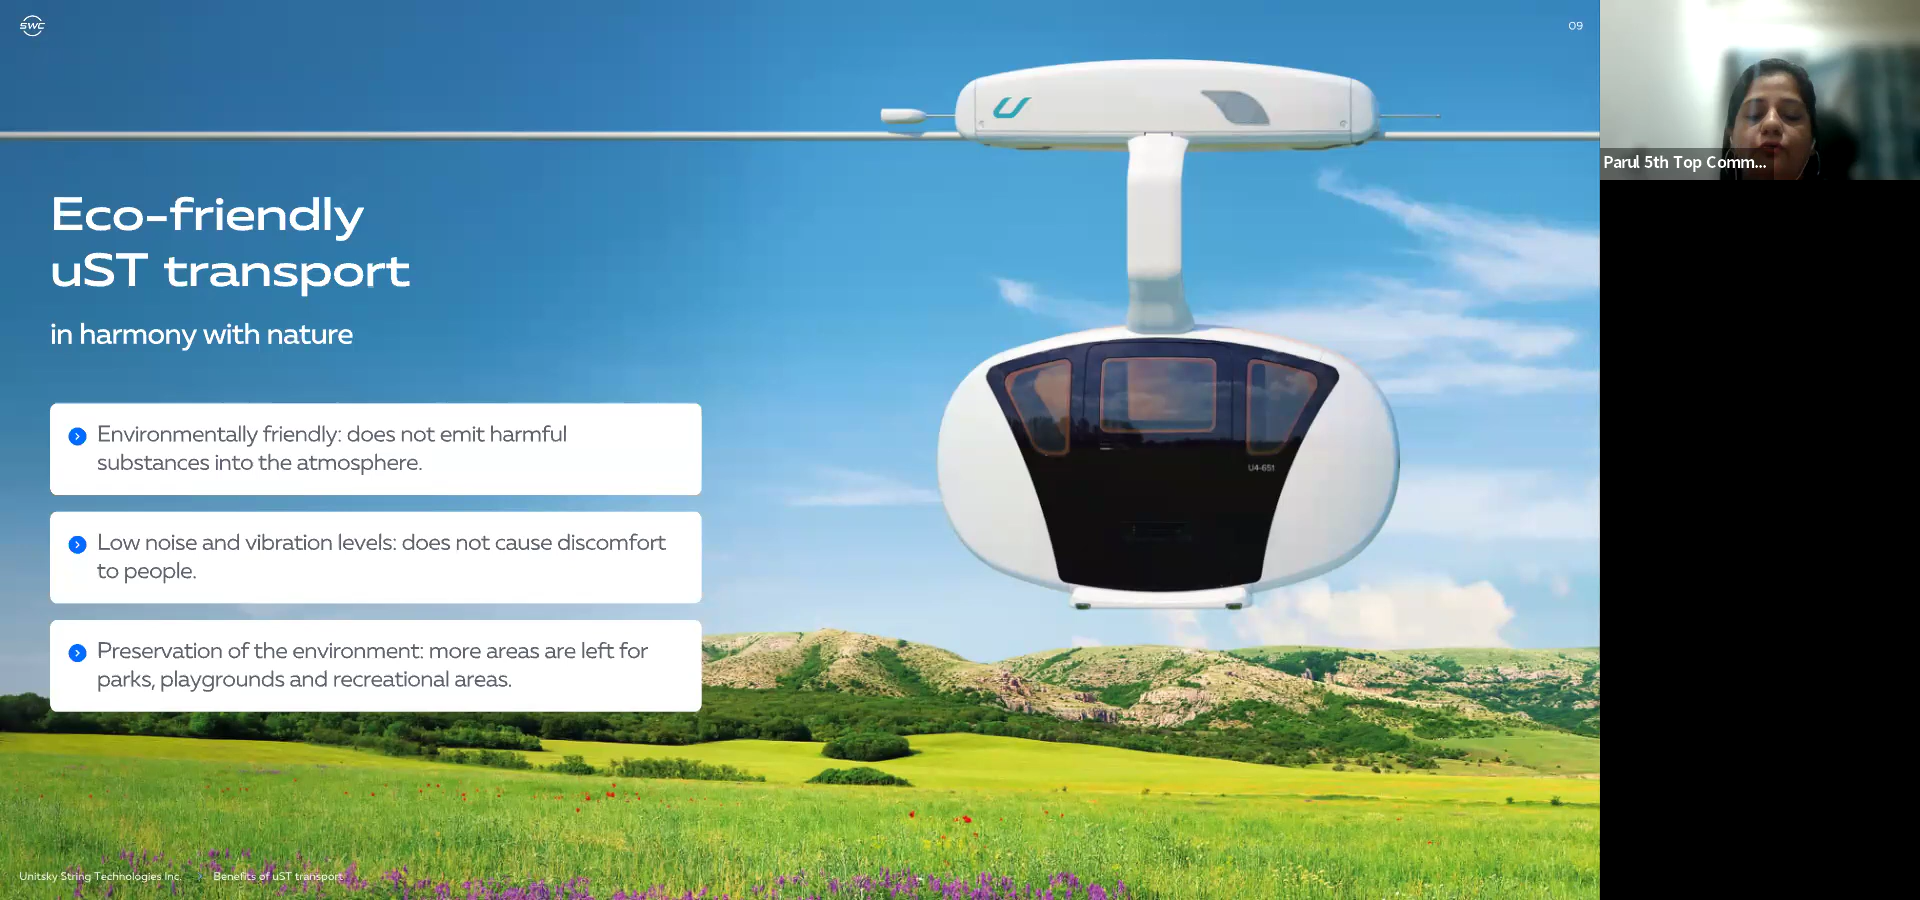 SWC
09
Eco-friendly
uST transport
in harmony with nature
Environmentally friendly: does not emit harmful
substances into the atmosphere.
Low noise and vibration levels: does not cause discomfort
to people.
Preservation of the environment: more areas are left for
parks, playgrounds and recreational areas.
U4-651
Unitsky String Technologies Inc.
Benefits of uST transport
Parul 5th Top Comm...